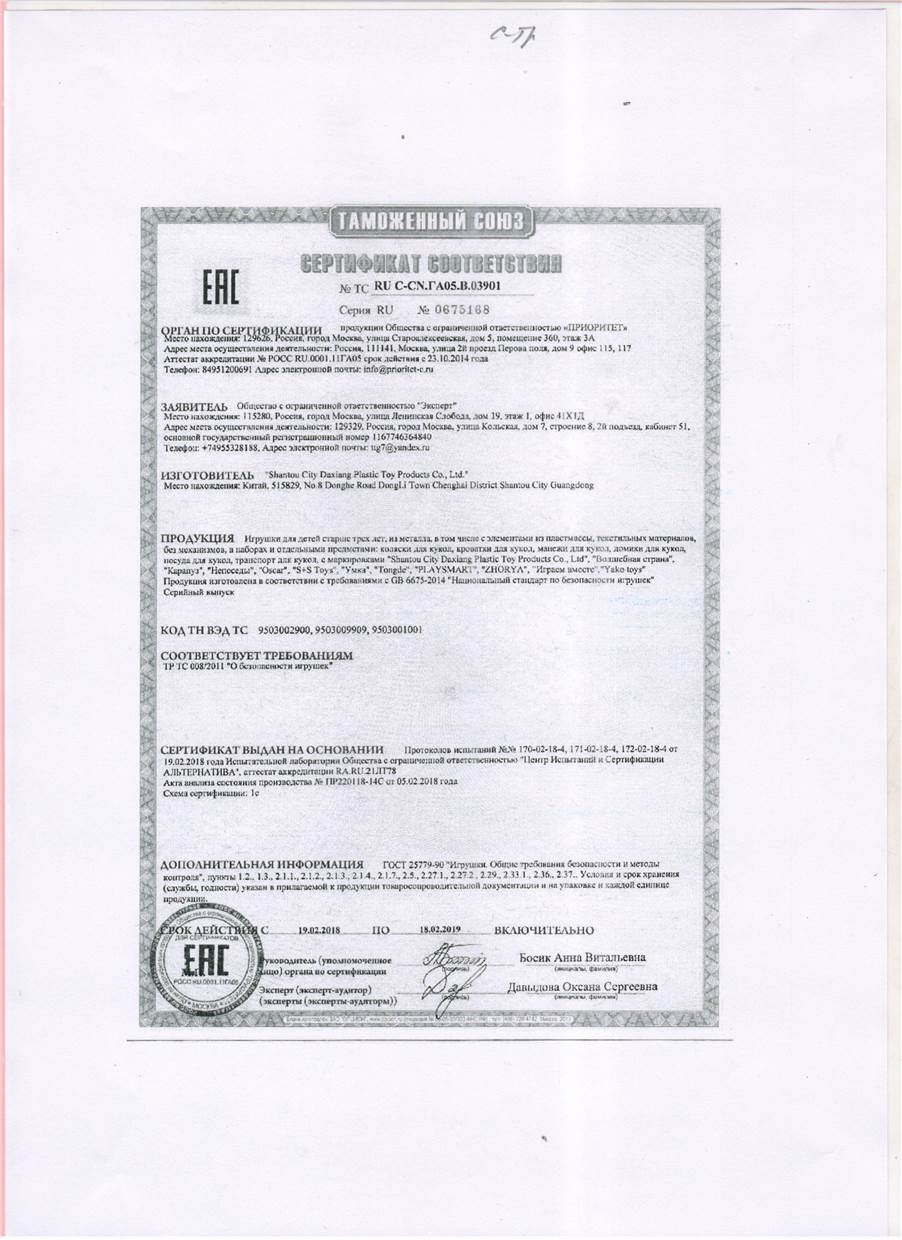 с-тр
ТАМОЖЕННЫЙ СОЮЗ
СЕРТИФИКАТ СООТВЕТСТВИЯ
ЕАС
№ ТС RU C-CN.ГА05.В.03901
Серия RU № 0675168
ОРГАН ПО СЕРТИФИКАЦИИ продукции Общества с ограниченной ответственностью «ПРИОРИТЕТ»
Место нахождения: 129626, Россия, город Москва, улица Староалексеевская, дом 5, помещение 360, этаж 3А
Адрес места осуществления деятельности: Россия, 111141, Москва, улица 2й проезд Перова поля, дом 9 офис 115, 117
Аттестат аккредитации № РОСС RU.0001.11ГА05 срок действия с 23.10.2014 года
Телефон: 84951200691 Адрес электронной почты: info@prioritet-c.ru
ЗАЯВИТЕЛЬ Общество с ограниченной ответственностью "Эксперт"
Место нахождения: 115280, Россия, город Москва, улица Ленинская Слобода, дом 19, этаж 1, офис 41Х1Д
Адрес места осуществления деятельности: 129329, Россия, город Москва, улица Кольская, дом 7, строение 8, 2й подъезд, кабинет 51,
основной государственный регистрационный номер 1167746364840
Телефон: +74955328188, Адрес электронной почты: ug7@yandex.ru
ИЗГОТОВИТЕЛЬ "Shantou City Daxiang Plastic Toy Products Co., Ltd."
Место нахождения: Китай, 515829, No.8 Donghe Road DongLi Town Chenghai District Shantou City Guangdong
ПРОДУКЦИЯ Игрушки для детей старше трех лет, из металла, в том числе с элементами из пластмассы, текстильных материалов,
без механизмов, в наборах и отдельными предметами: коляски для кукол, кроватки для кукол, манежи для кукол, домики для кукол,
посуда для кукол, транспорт для кукол, с маркировками "Shantou City Daxiang Plastic Toy Products Co., Ltd", "Волшебная страна",
"Карапуз", "Непоседы", "Oscar", "S+S Toys", "Умка", "Tongde", "PLAYSMART", "ZHORYA", "Играем вместе", "Yako toys"
Продукция изготовлена в соответствии с требованиями с GB 6675-2014 "Национальный стандарт по безопасности игрушек"
Серийный выпуск
КОД ТН ВЭД ТС 9503002900, 9503009909, 9503001001
СООТВЕТСТВУЕТ ТРЕБОВАНИЯМ
ТР ТС 008/2011 "О безопасности игрушек"
СЕРТИФИКАТ ВЫДАН НА ОСНОВАНИИ Протоколов испытаний №№ 170-02-18-4, 171-02-18-4, 172-02-18-4 от
19.02.2018 года Испытательной лаборатории Общества с ограниченной ответственностью "Центр Испытаний и Сертификации
АЛЬТЕРНАТИВА", аттестат аккредитации RA.RU.21ЛТ78
Акта анализа состояния производства № ПР220118-14С от 05.02.2018 года
Схема сертификации: 1с
ДОПОЛНИТЕЛЬНАЯ ИНФОРМАЦИЯ ГОСТ 25779-90 "Игрушки. Общие требования безопасности и методы
контроля", пункты 1.2., 1.3., 2.1.1., 2.1.2., 2.1.3., 2.1.4., 2.1.7., 2.5., 2.27.1., 2.27.2., 2.29., 2.33.1., 2.36., 2.37.. Условия и срок хранения
(службы, годности) указан в прилагаемой к продукции товаросопроводительной документации и на упаковке и каждой единице
продукции.
СРОК ДЕЙСТВИЯ С 19.02.2018 ПО 18.02.2019 ВКЛЮЧИТЕЛЬНО
ДЛЯ СЕРТИФИКАТОВ
ЕАС
РОСС RU.0001.11ГА05
МОСКВА
Руководитель (уполномоченное
лицо) органа по сертификации
(подпись)
Босик Анна Витальевна
(инициалы, фамилия)
Эксперт (эксперт-аудитор)
(эксперты (эксперты-аудиторы))
(подпись)
Давыдова Оксана Сергеевна
(инициалы, фамилия)